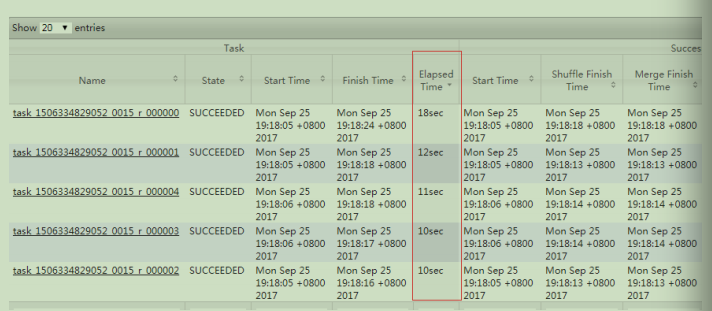 Show 20 entries
Task Succes
Name State Start Time Finish Time Elapsed Time Start Time Shuffle Finish Time Merge Finish Time
task_1506334829052_0015_r_000000 SUCCEEDED Mon Sep 25 19:18:05 +0800 2017 Mon Sep 25 19:18:24 +0800 2017 18sec Mon Sep 25 19:18:05 +0800 2017 Mon Sep 25 19:18:18 +0800 2017 Mon Sep 25 19:18:18 +0800 2017
task_1506334829052_0015_r_000001 SUCCEEDED Mon Sep 25 19:18:05 +0800 2017 Mon Sep 25 19:18:18 +0800 2017 12sec Mon Sep 25 19:18:05 +0800 2017 Mon Sep 25 19:18:13 +0800 2017 Mon Sep 25 19:18:13 +0800 2017
task_1506334829052_0015_r_000004 SUCCEEDED Mon Sep 25 19:18:06 +0800 2017 Mon Sep 25 19:18:18 +0800 2017 11sec Mon Sep 25 19:18:06 +0800 2017 Mon Sep 25 19:18:14 +0800 2017 Mon Sep 25 19:18:14 +0800 2017
task_1506334829052_0015_r_000003 SUCCEEDED Mon Sep 25 19:18:06 +0800 2017 Mon Sep 25 19:18:17 +0800 2017 10sec Mon Sep 25 19:18:06 +0800 2017 Mon Sep 25 19:18:14 +0800 2017 Mon Sep 25 19:18:14 +0800 2017
task_1506334829052_0015_r_000002 SUCCEEDED Mon Sep 25 19:18:05 +0800 2017 Mon Sep 25 19:18:16 +0800 2017 10sec Mon Sep 25 19:18:05 +0800 2017 Mon Sep 25 19:18:13 +0800 2017 Mon Sep 25 19:18:13 +0800 2017